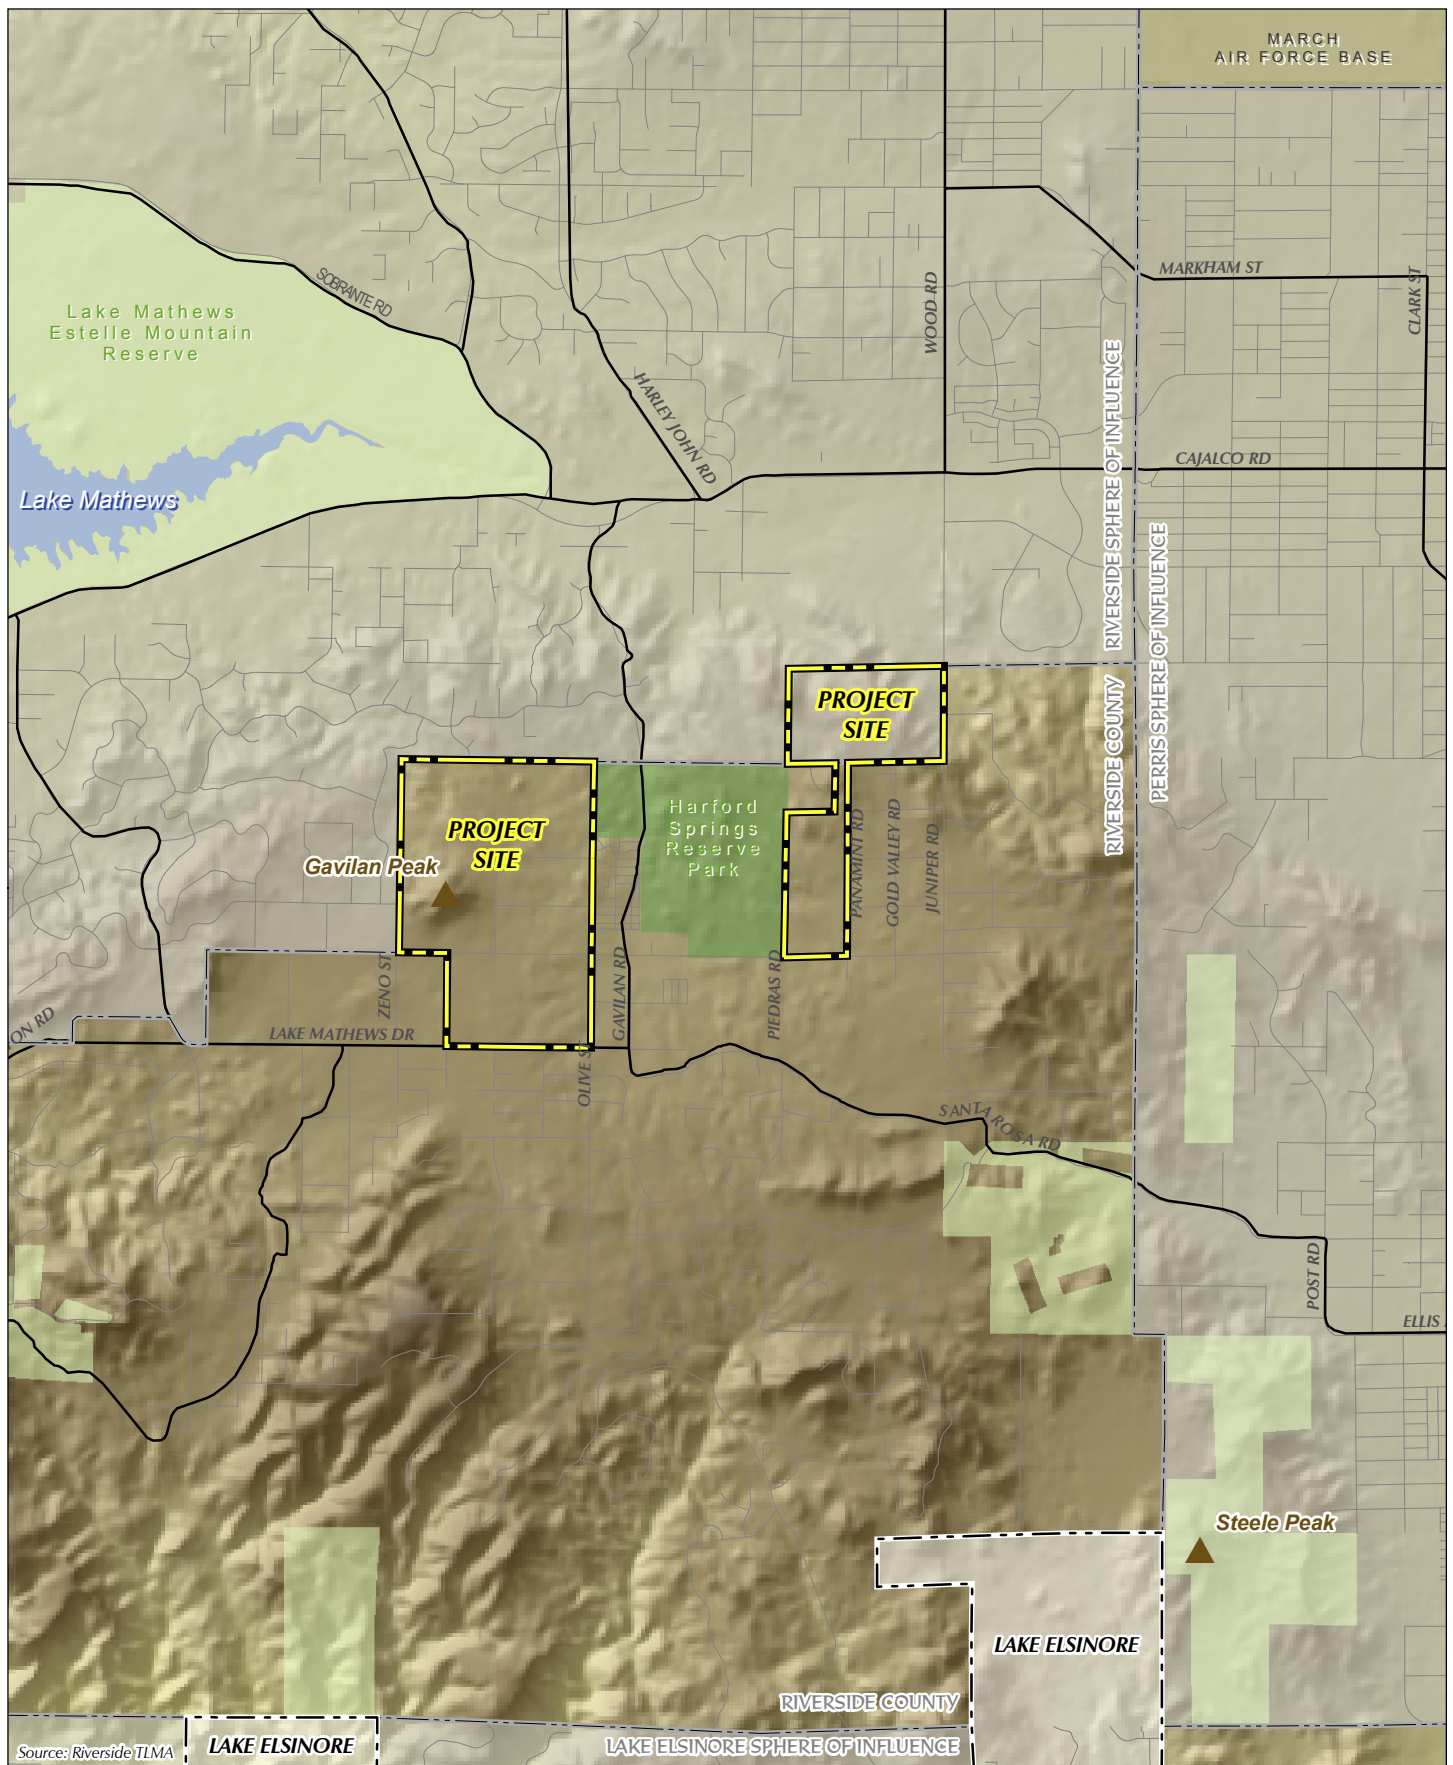 MARCH
AIR FORCE BASE
SOBRANTE RD
MARKHAM ST
CLARK ST
WOOD RD
Lake Mathews
Estelle Mountain
Reserve
HARLEY JOHN RD
RIVERSIDE SPHERE OF INFLUENCE
CAJALCO RD
Lake Mathews
PERRIS SPHERE OF INFLUENCE
RIVERSIDE COUNTY
PROJECT
SITE
Harford
Springs
Reserve
Park
PROJECT
SITE
Gavilan Peak
PANAMINT RD
GOLD VALLEY RD
JUNIPER RD
ZENO ST
GAVILAN RD
PIEDRAS RD
ON RD
LAKE MATHEWS DR
OLIVE ST
SANTA ROSA RD
POST RD
ELLIS
Steele Peak
LAKE ELSINORE
RIVERSIDE COUNTY
LAKE ELSINORE
LAKE ELSINORE SPHERE OF INFLUENCE
Source: Riverside TLMA